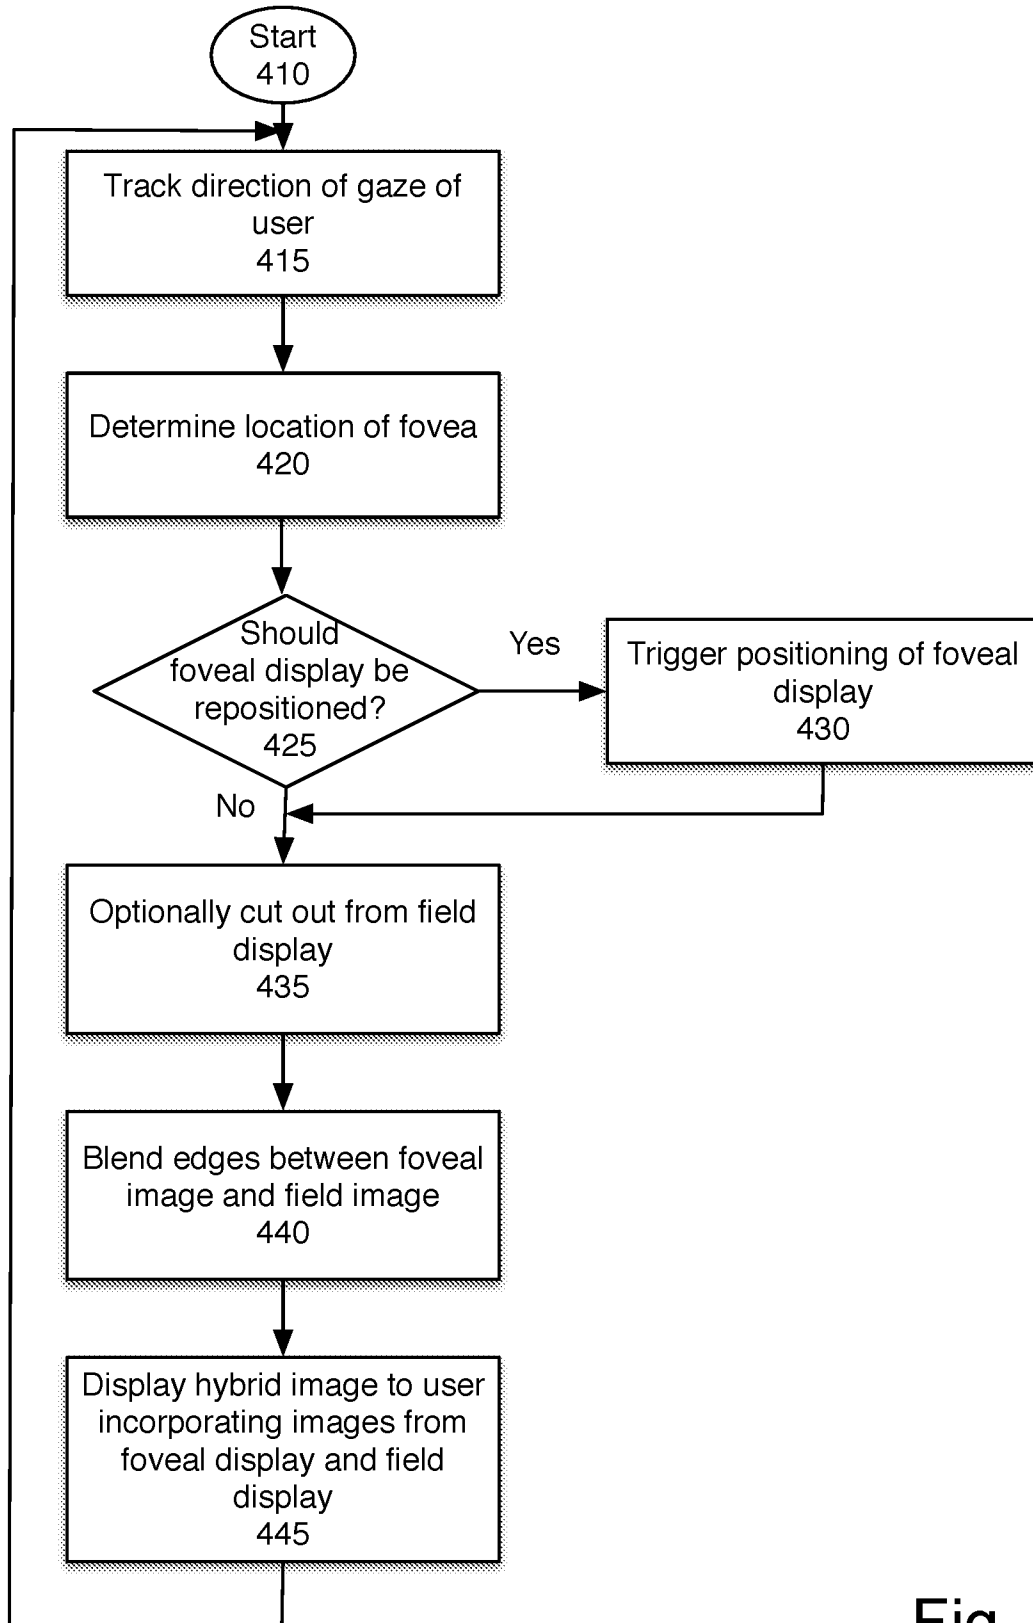 Start
410
Track direction of gaze of
user
415
Determine location of fovea
420
Should
foveal display be
repositioned?
425
Yes
Trigger positioning of foveal
display
430
No
Optionally cut out from field
display
435
Blend edges between foveal
image and field image
440
Display hybrid image to user
incorporating images from
foveal display and field
display
445
Fig